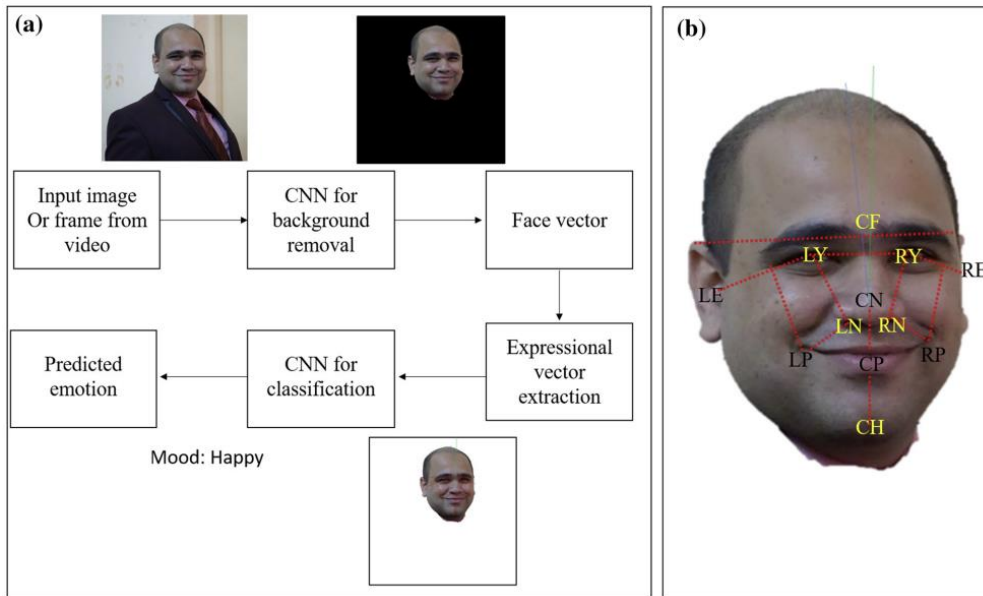 (a)
Input image
Or frame from
video
CNN for
background
removal
Face vector
Predicted
emotion
CNN for
classification
Expressional
vector
extraction
Mood: Happy
(b)
CF
LY RY
LE RE
CN
LN RN
LP CP RP
CH